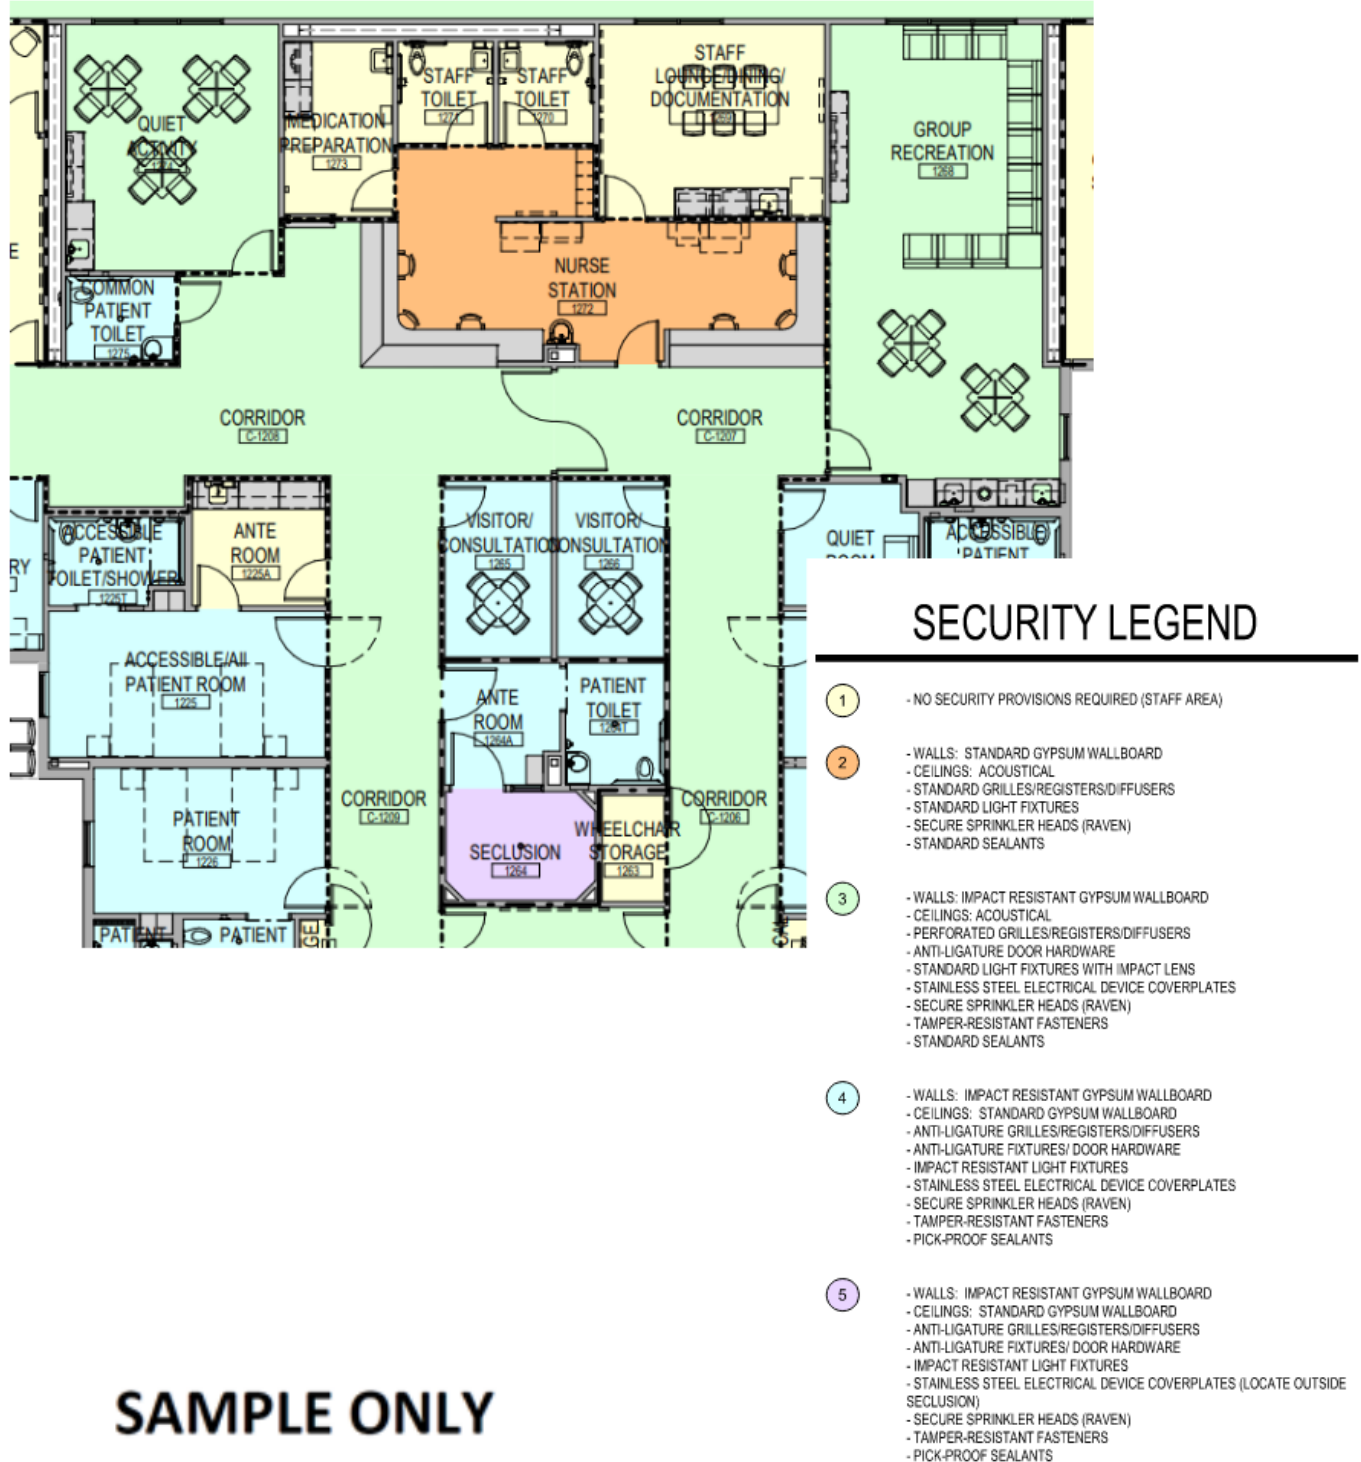 STAFF
TOILET
1271
STAFF
TOILET
1270
STAFF
LOUNGE/DINING/
DOCUMENTATION
1269
QUIET
ACTIVITY
MEDICATION
PREPARATION
1273
GROUP
RECREATION
1268
E
NURSE
STATION
1272
COMMON
PATIENT
TOILET
1275
CORRIDOR
C-1208
CORRIDOR
C-1207
ACCESSIBLE
PATIENT
TOILET/SHOWER
1225T
ANTE
ROOM
1225A
VISITOR/
CONSULTATION
1265
VISITOR/
CONSULTATION
1266
QUIET
ACCESSIBLE
PATIENT
RY
ACCESSIBLE/AII
PATIENT ROOM
1225
ANTE
ROOM
1264A
PATIENT
TOILET
1264T
PATIENT
ROOM
1226
CORRIDOR
C-1209
CORRIDOR
C-1206
SECLUSION
1264
WHEELCHAIR
STORAGE
1263
PATIENT
PATIENT
GE
SECURITY LEGEND
1
- NO SECURITY PROVISIONS REQUIRED (STAFF AREA)
2
- WALLS: STANDARD GYPSUM WALLBOARD
- CEILINGS: ACOUSTICAL
- STANDARD GRILLES/REGISTERS/DIFFUSERS
- STANDARD LIGHT FIXTURES
- SECURE SPRINKLER HEADS (RAVEN)
- STANDARD SEALANTS
3
- WALLS: IMPACT RESISTANT GYPSUM WALLBOARD
- CEILINGS: ACOUSTICAL
- PERFORATED GRILLES/REGISTERS/DIFFUSERS
- ANTI-LIGATURE DOOR HARDWARE
- STANDARD LIGHT FIXTURES WITH IMPACT LENS
- STAINLESS STEEL ELECTRICAL DEVICE COVERPLATES
- SECURE SPRINKLER HEADS (RAVEN)
- TAMPER-RESISTANT FASTENERS
- STANDARD SEALANTS
4
- WALLS: IMPACT RESISTANT GYPSUM WALLBOARD
- CEILINGS: STANDARD GYPSUM WALLBOARD
- ANTI-LIGATURE GRILLES/REGISTERS/DIFFUSERS
- ANTI-LIGATURE FIXTURES/ DOOR HARDWARE
- IMPACT RESISTANT LIGHT FIXTURES
- STAINLESS STEEL ELECTRICAL DEVICE COVERPLATES
- SECURE SPRINKLER HEADS (RAVEN)
- TAMPER-RESISTANT FASTENERS
- PICK-PROOF SEALANTS
5
- WALLS: IMPACT RESISTANT GYPSUM WALLBOARD
- CEILINGS: STANDARD GYPSUM WALLBOARD
- ANTI-LIGATURE GRILLES/REGISTERS/DIFFUSERS
- ANTI-LIGATURE FIXTURES/ DOOR HARDWARE
- IMPACT RESISTANT LIGHT FIXTURES
- STAINLESS STEEL ELECTRICAL DEVICE COVERPLATES (LOCATE OUTSIDE
SECLUSION)
- SECURE SPRINKLER HEADS (RAVEN)
- TAMPER-RESISTANT FASTENERS
- PICK-PROOF SEALANTS
SAMPLE ONLY